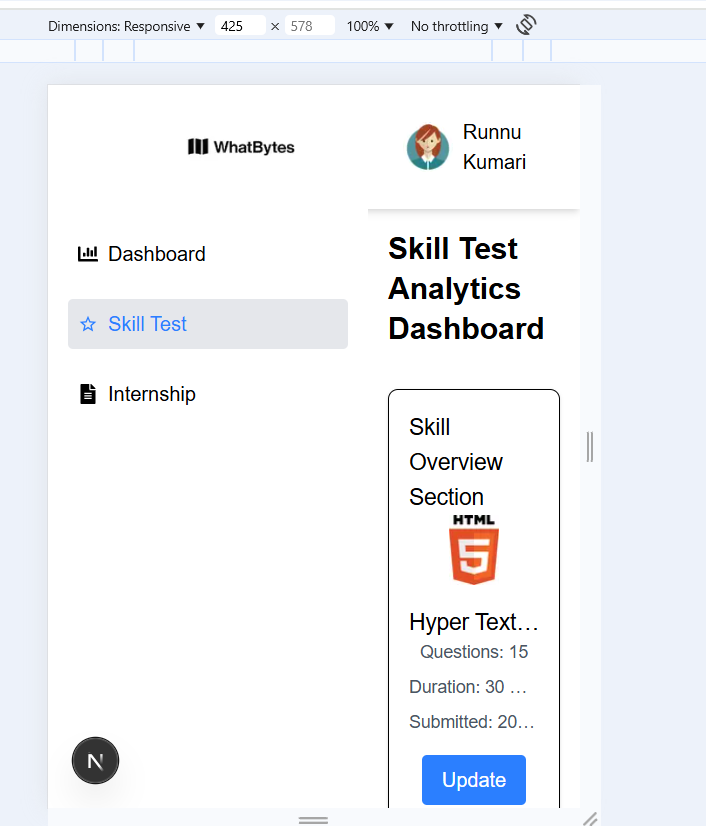 Dimensions: Responsive ▼ 425 × 578 100% ▼ No throttling ▼
WhatBytes
Runnu
Kumari
Dashboard
Skill Test
Internship
Skill Test
Analytics
Dashboard
Skill
Overview
Section
HTML
5
Hyper Text…
Questions: 15
Duration: 30 …
Submitted: 20…
Update
N